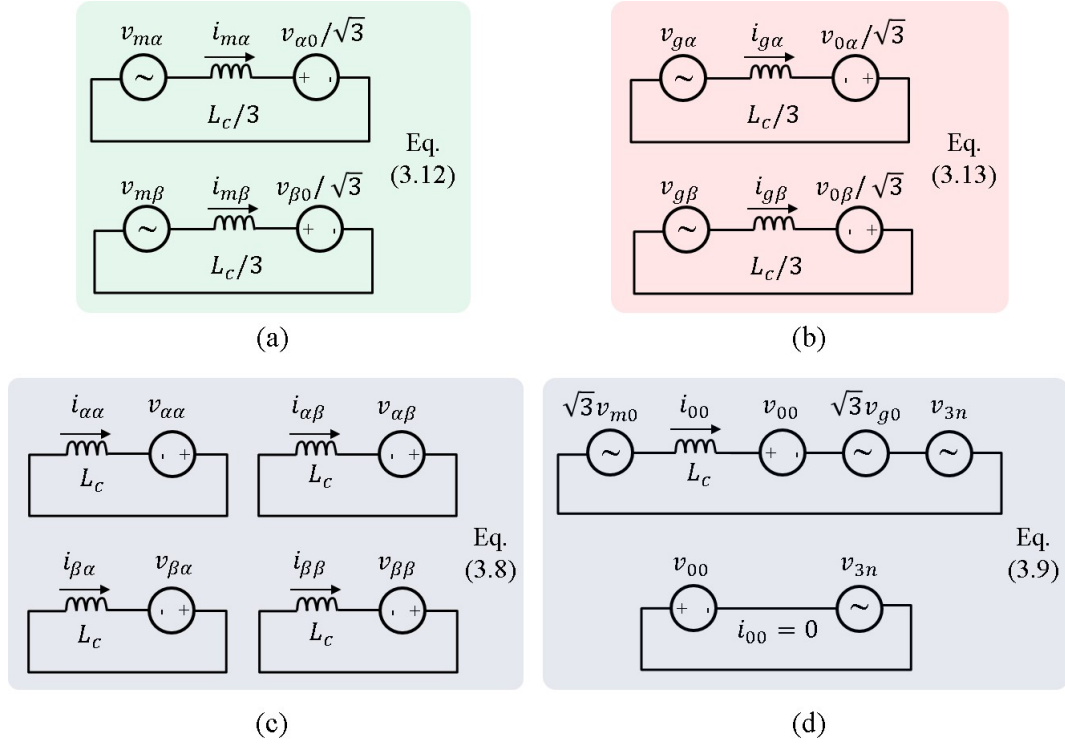 v_{mα} i_{mα} v_{α0}/√3
~ + -
L_c/3
v_{mβ} i_{mβ} v_{β0}/√3
~ + -
L_c/3
Eq.
(3.12)
(a)
v_{gα} i_{gα} v_{0α}/√3
~ - +
L_c/3
v_{gβ} i_{gβ} v_{0β}/√3
~ - +
L_c/3
Eq.
(3.13)
(b)
i_{αα} v_{αα} i_{αβ} v_{αβ}
- + - +
L_c L_c
i_{βα} v_{βα} i_{ββ} v_{ββ}
- + - +
L_c L_c
Eq.
(3.8)
(c)
√3v_{m0} i_{00} v_{00} √3v_{g0} v_{3n}
~ + - ~ ~
L_c
v_{00} v_{3n}
+ - ~
i_{00} = 0
Eq.
(3.9)
(d)